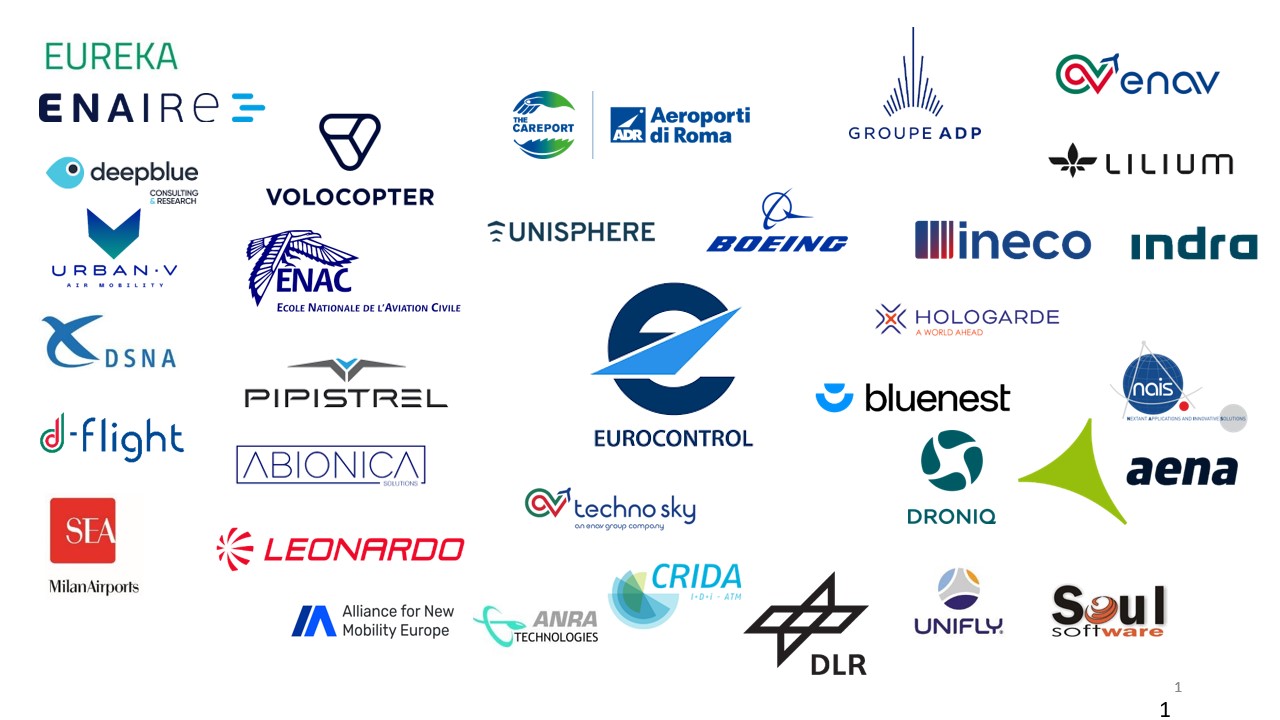 EUREKA
ENAIRe
deepblue
CONSULTING
& RESEARCH
VOLOCOPTER
THE
CAREPORT
ADR
Aeroporti
di Roma
GROUPE ADP
enav
LILIUM
URBAN·V
AIR MOBILITY
ENAC
ECOLE NATIONALE DE L'AVIATION CIVILE
UNISPHERE
BOEING
ineco
indra
DSNA
PIPISTREL
EUROCONTROL
HOLOGARDE
A WORLD AHEAD
bluenest
nais
NEXTANT APPLICATIONS AND INNOVATIVE SOLUTIONS
d-flight
ABIONICA
SOLUTIONS
techno sky
an enav group company
DRONIQ
aena
SEA
Milan Airports
LEONARDO
Alliance for New
Mobility Europe
ANRA
TECHNOLOGIES
CRIDA
I·D·i · ATM
DLR
UNIFLY
Soul
software
1
1